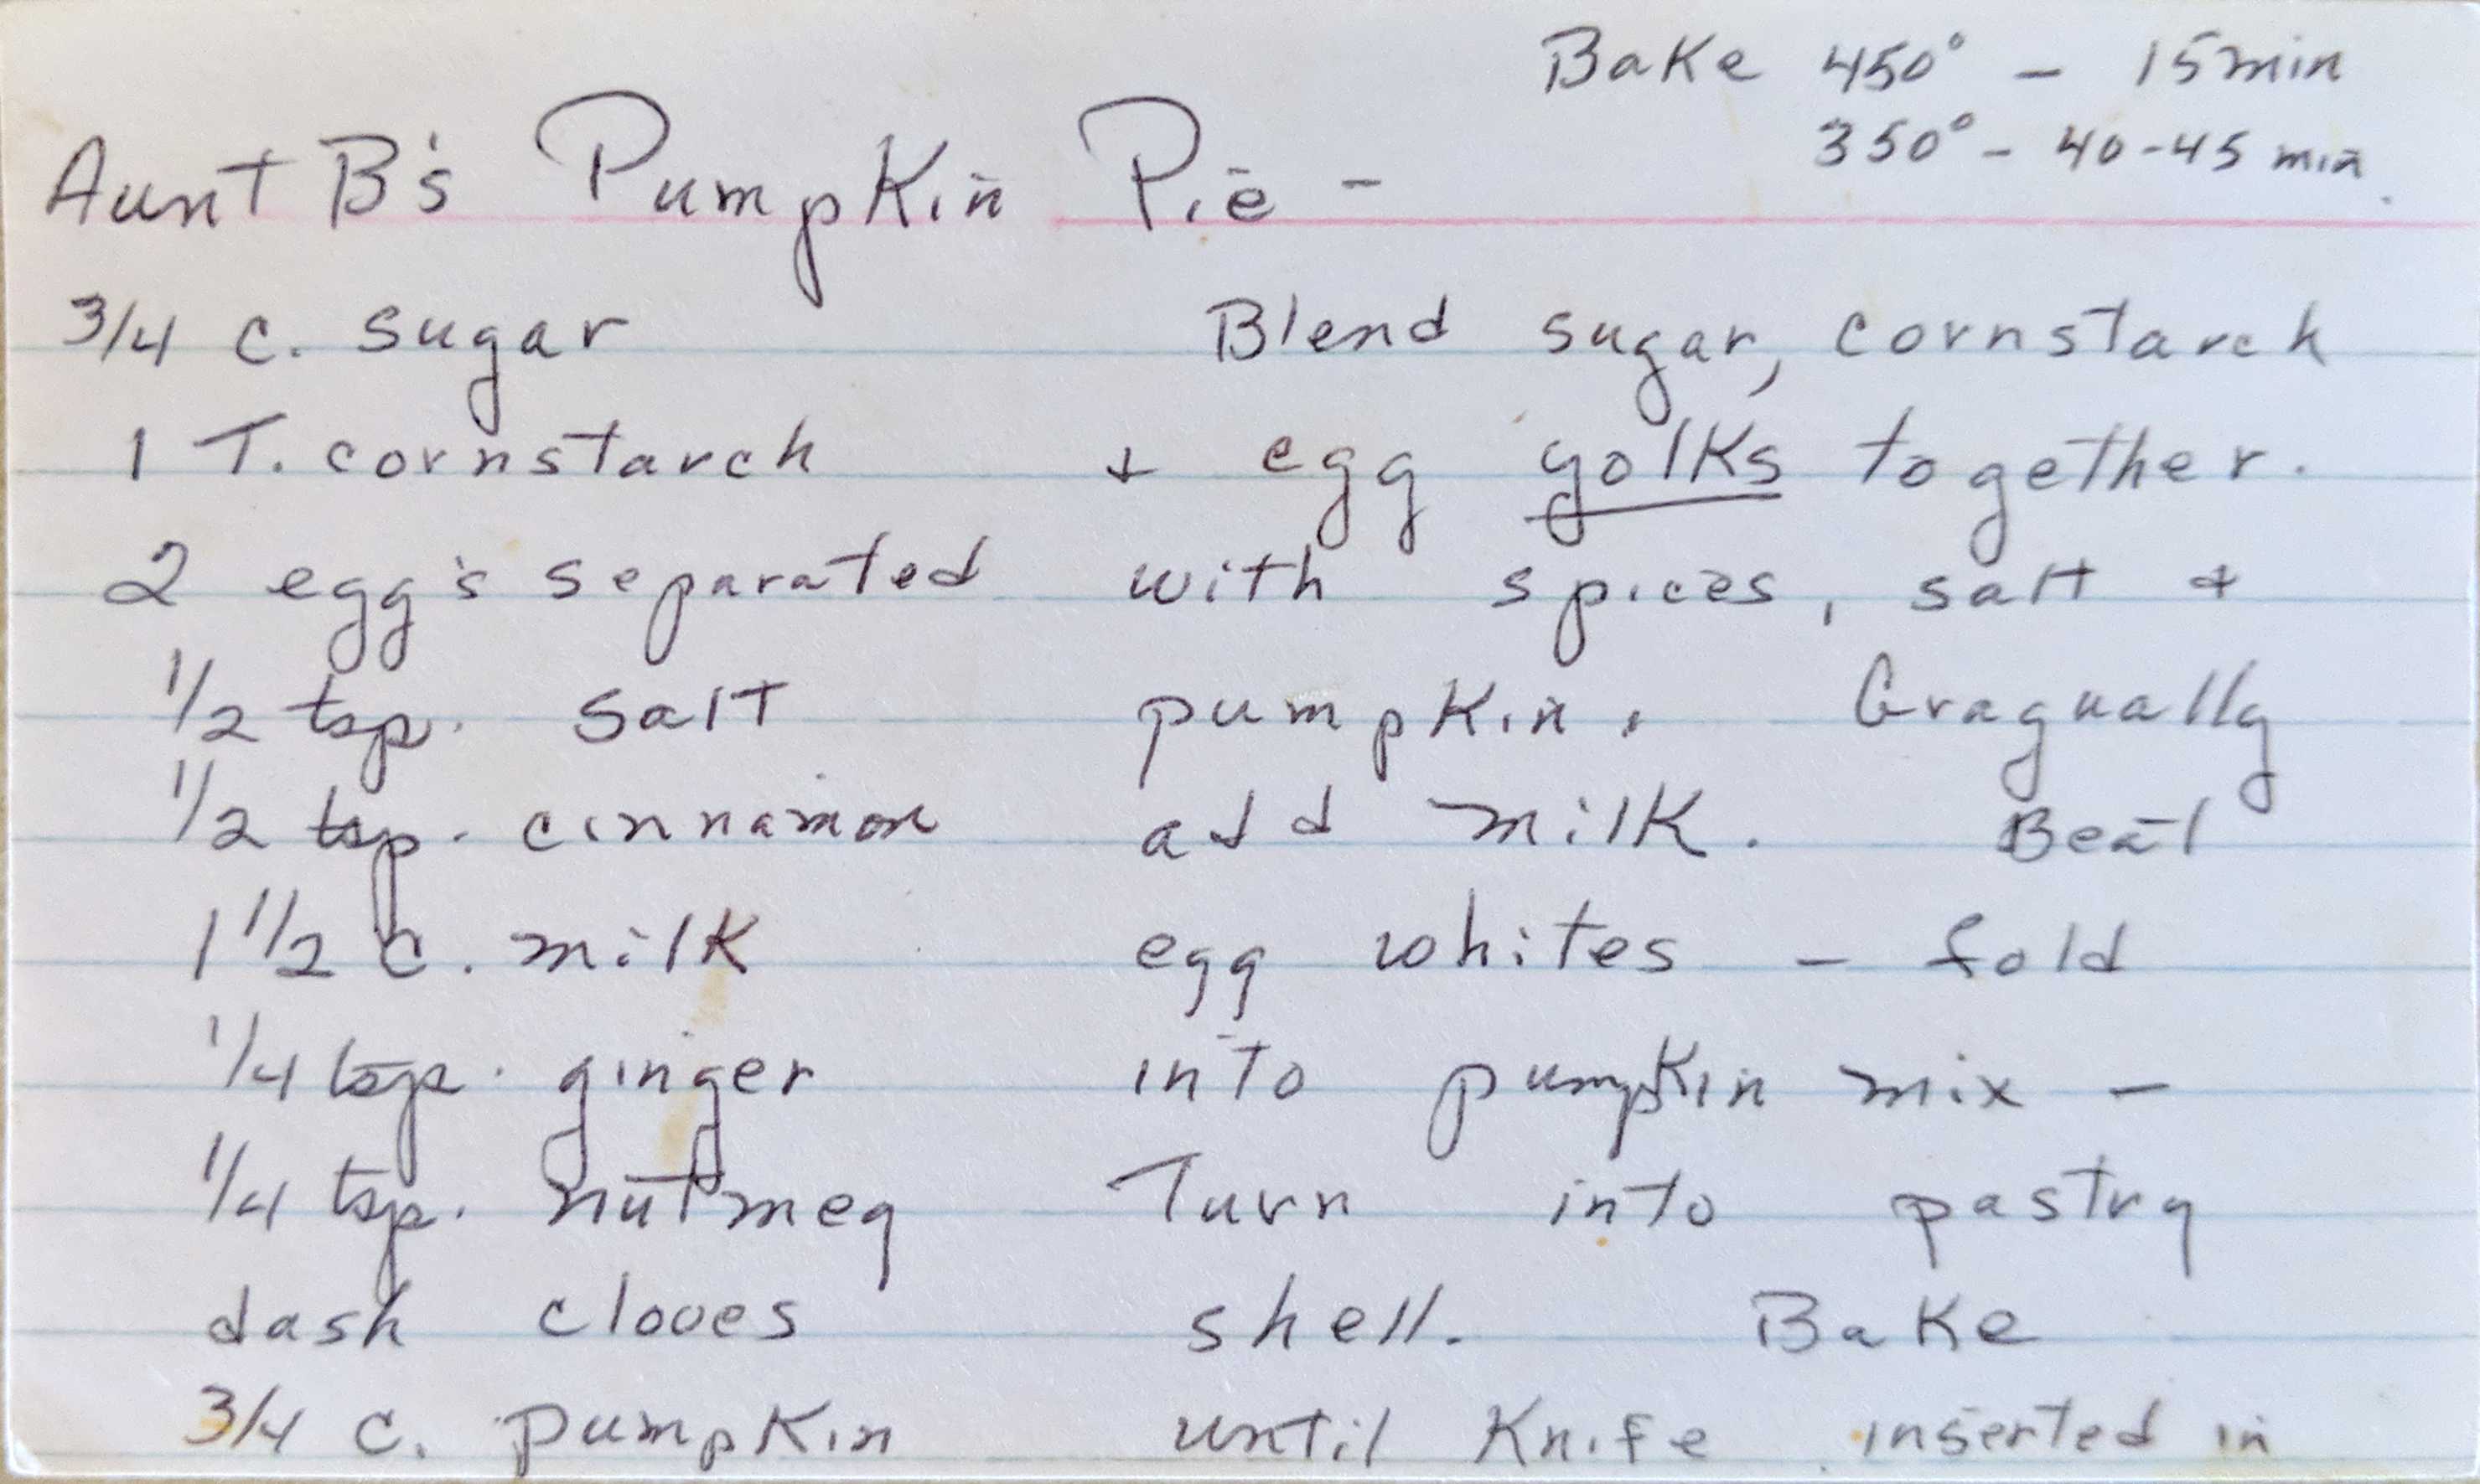 Bake 450° - 15min
350° - 40-45 min.
Aunt B's Pumpkin Pie -
3/4 c. sugar
1 T. cornstarch
2 egg's separated
1/2 tsp. salt
1/2 tsp. cinnamon
1 1/2 c. milk
1/4 tsp. ginger
1/4 tsp. nutmeg
dash cloves
3/4 c. pumpkin
Blend sugar, cornstarch
+ egg yolks together.
with spices, salt +
pumpkin. Gragually
add milk. Beat
egg whites - fold
into pumpkin mix -
Turn into pastry
shell. Bake
until Knife inserted in